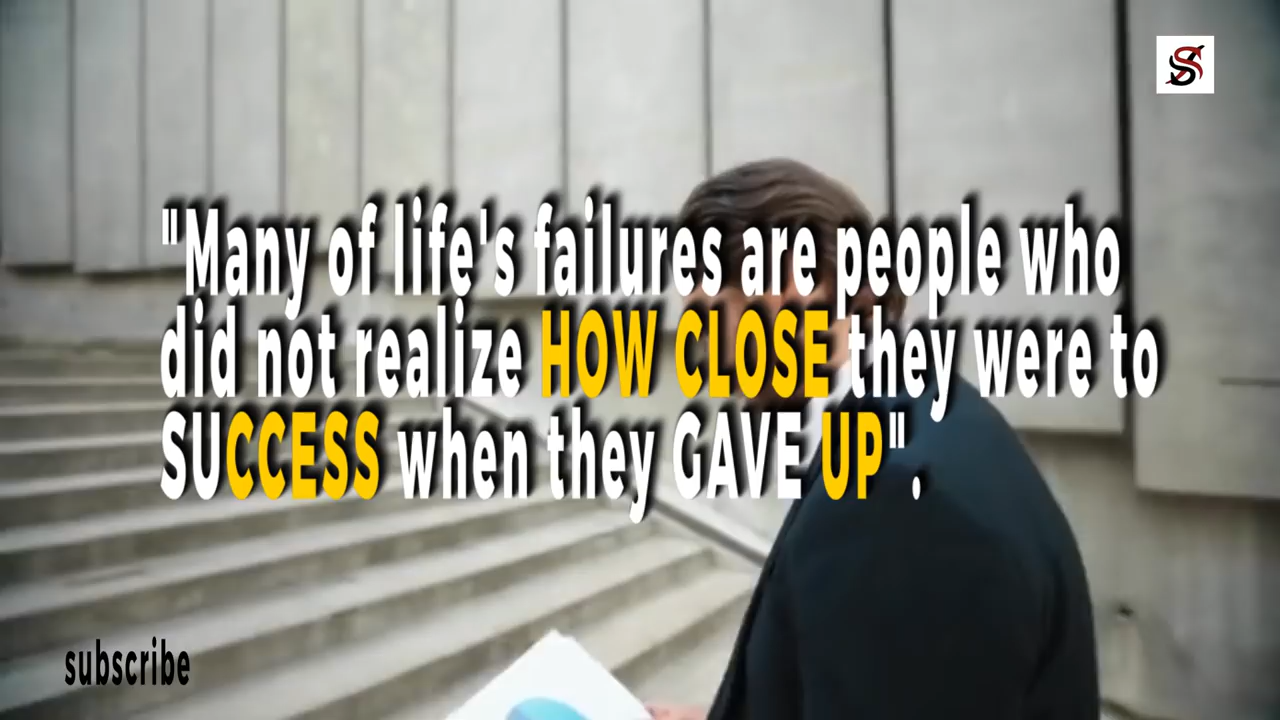 "Many of life's failures are people who
did not realize HOW CLOSE they were to
SUCCESS when they GAVE UP".
subscribe